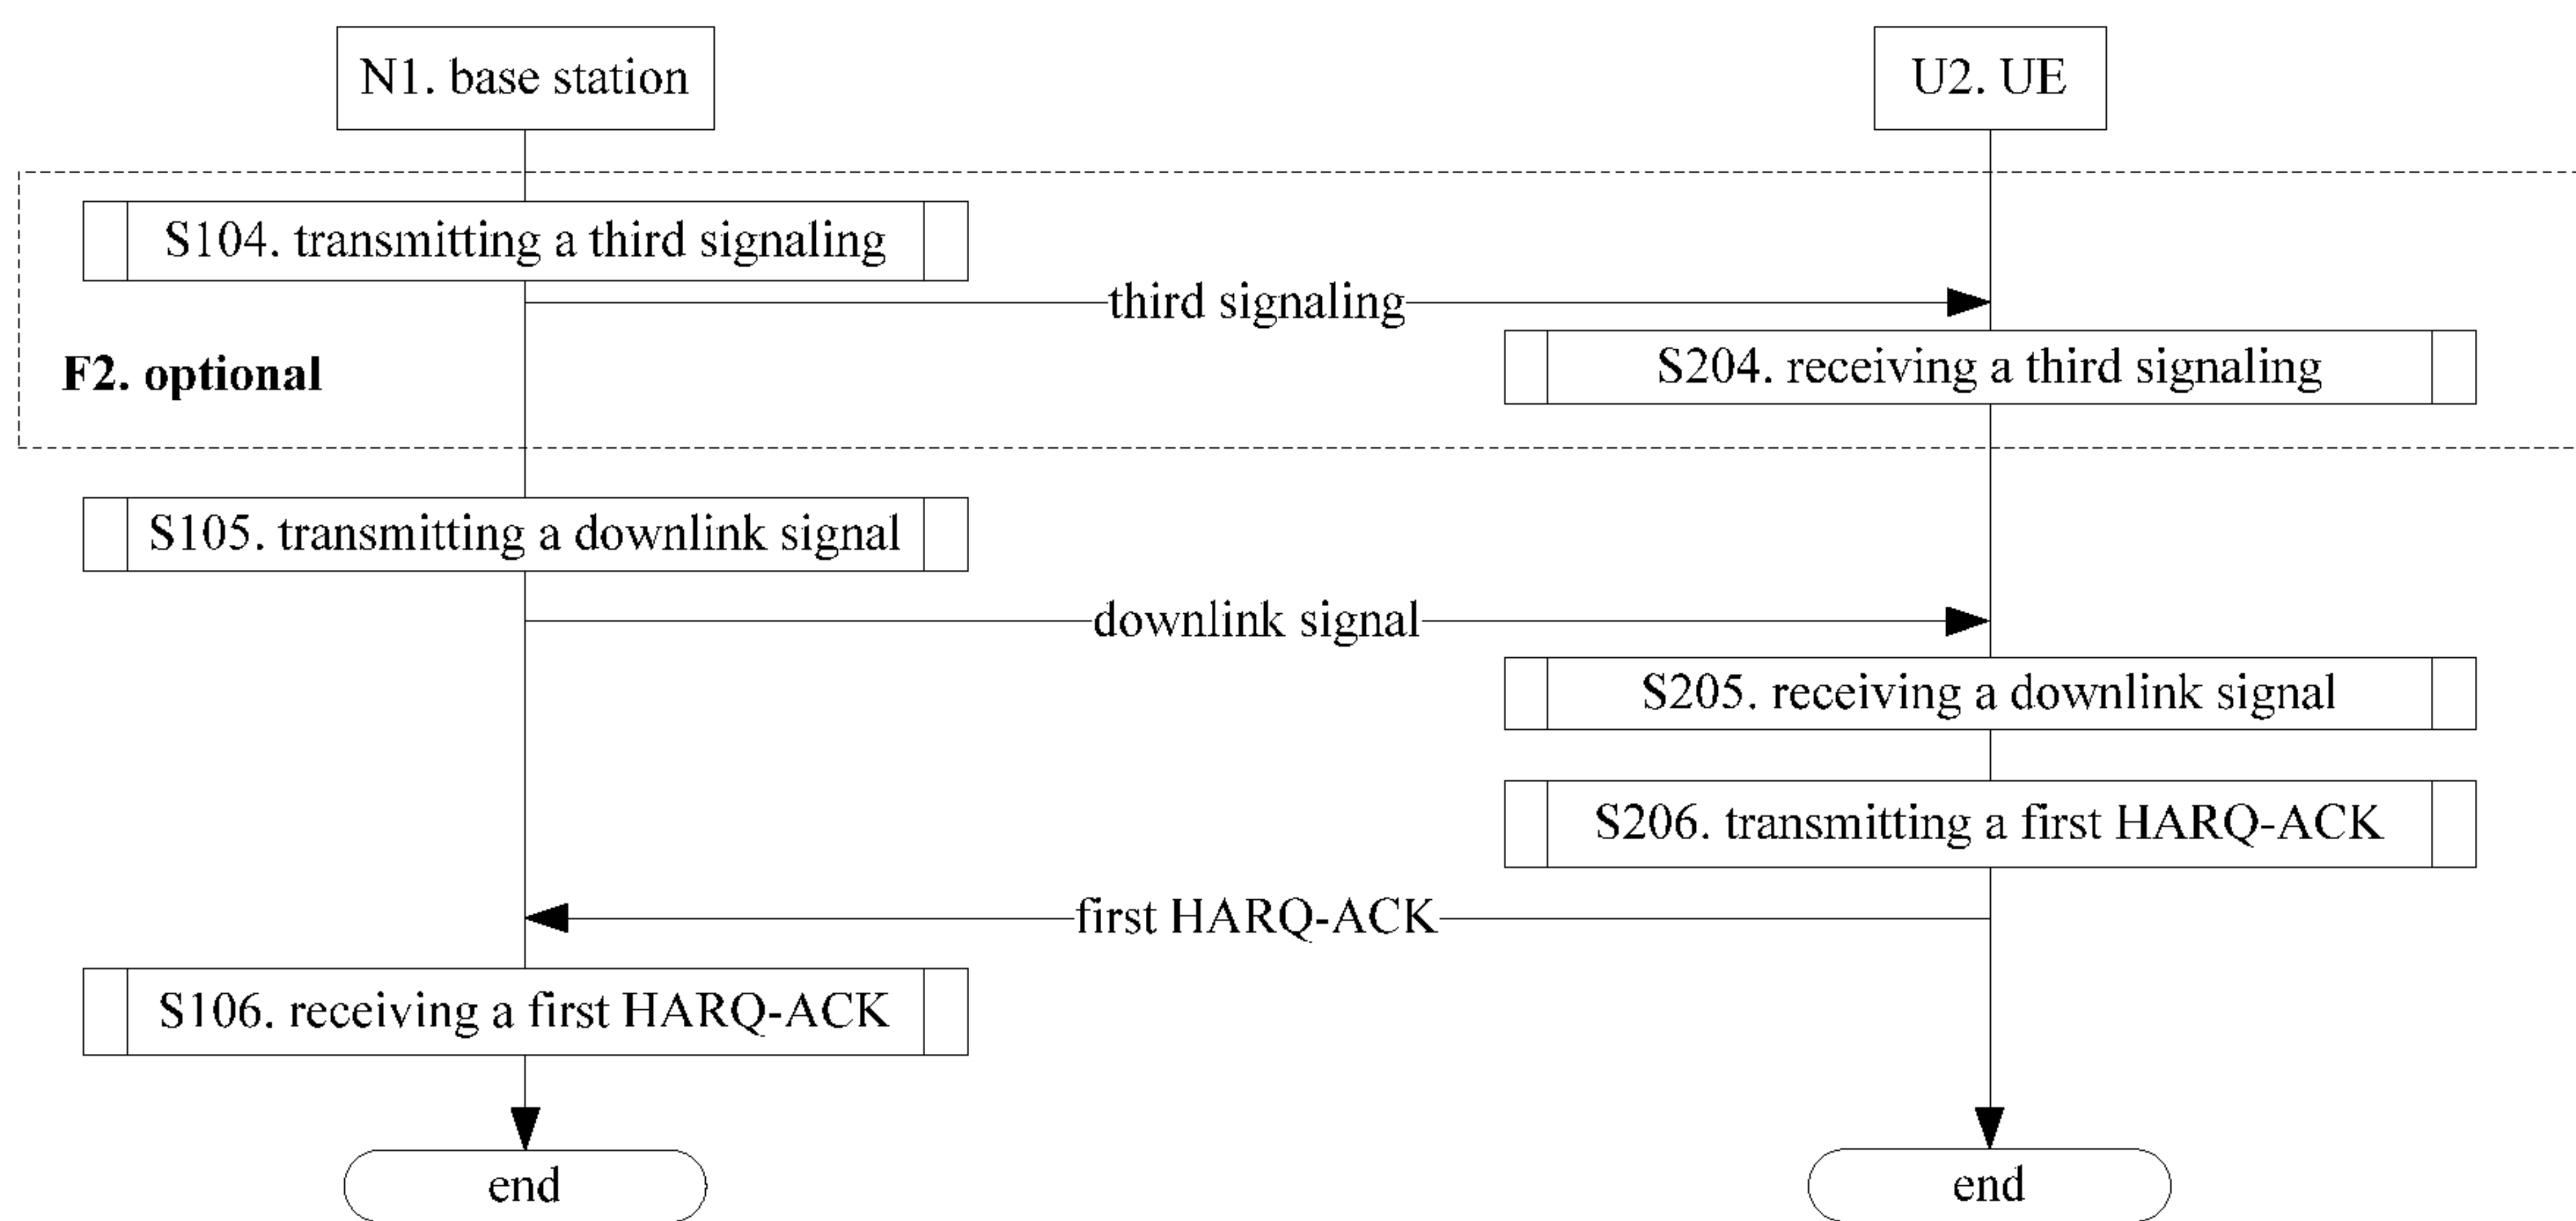 N1. base station
U2. UE
S104. transmitting a third signaling
third signaling
S204. receiving a third signaling
F2. optional
S105. transmitting a downlink signal
downlink signal
S205. receiving a downlink signal
S206. transmitting a first HARQ-ACK
first HARQ-ACK
S106. receiving a first HARQ-ACK
end
end